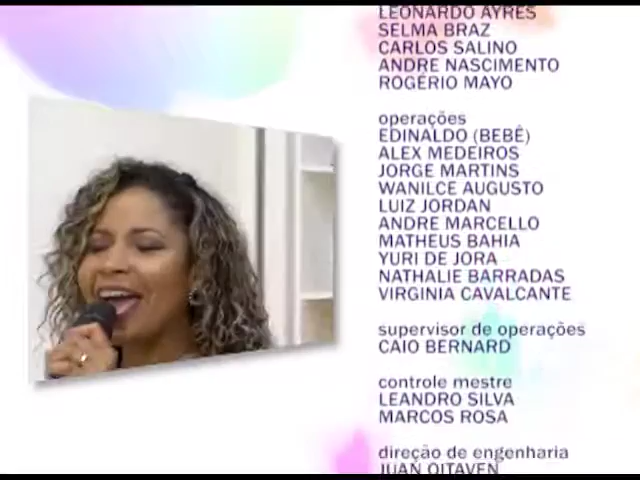 LEONARDO AYRES
SELMA BRAZ
CARLOS SALINO
ANDRE NASCIMENTO
ROGÉRIO MAYO
operações
EDINALDO (BEBÊ)
ALEX MEDEIROS
JORGE MARTINS
WANILCE AUGUSTO
LUIZ JORDAN
ANDRE MARCELLO
MATHEUS BAHIA
YURI DE JORA
NATHALIE BARRADAS
VIRGINIA CAVALCANTE
supervisor de operações
CAIO BERNARD
controle mestre
LEANDRO SILVA
MARCOS ROSA
direção de engenharia
JUAN OITAVEN